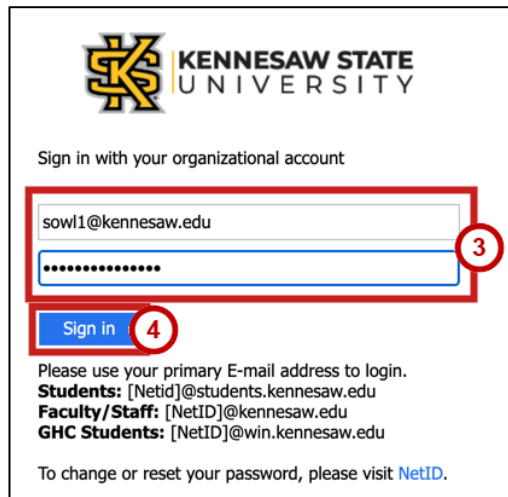 KS
KENNESAW STATE
UNIVERSITY
Sign in with your organizational account
sowl1@kennesaw.edu
•••••••••••••••
3
Sign in
4
Please use your primary E-mail address to login.
Students: [Netid]@students.kennesaw.edu
Faculty/Staff: [NetID]@kennesaw.edu
GHC Students: [NetID]@win.kennesaw.edu
To change or reset your password, please visit NetID.